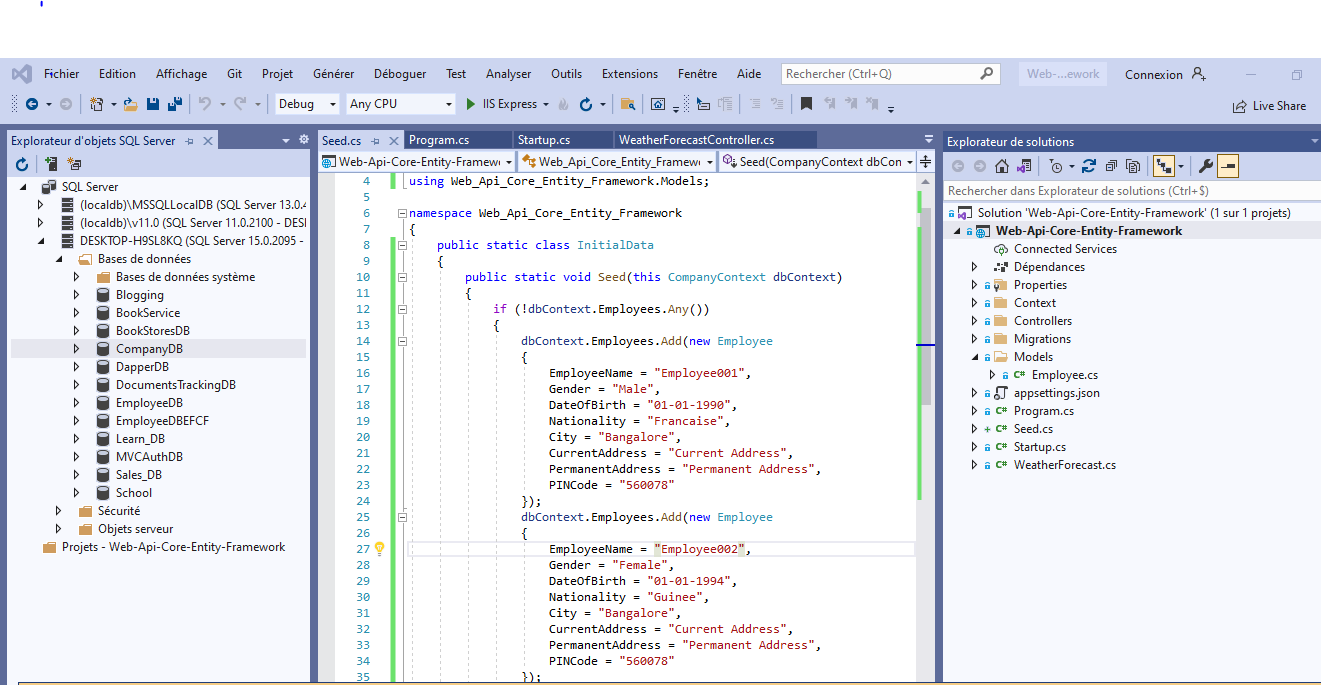 Fichier Edition Affichage Git Projet Générer Déboguer Test Analyser Outils Extensions Fenêtre Aide Rechercher (Ctrl+Q) Web-...ework Connexion
Debug Any CPU IIS Express Live Share
Explorateur d'objets SQL Server
SQL Server
(localdb)\MSSQLLocalDB (SQL Server 13.0.4
(localdb)\v11.0 (SQL Server 11.0.2100 - DESI
DESKTOP-H9SL8KQ (SQL Server 15.0.2095 -
Bases de données
Bases de données système
Blogging
BookService
BookStoresDB
CompanyDB
DapperDB
DocumentsTrackingDB
EmployeeDB
EmployeeDBEFCF
Learn_DB
MVCAuthDB
Sales_DB
School
Sécurité
Objets serveur
Projets - Web-Api-Core-Entity-Framework
Seed.cs Program.cs Startup.cs WeatherForecastController.cs
Web-Api-Core-Entity-Framewo Web_Api_Core_Entity_Framewo Seed(CompanyContext dbCon
4 using Web_Api_Core_Entity_Framework.Models;
5
6 namespace Web_Api_Core_Entity_Framework
7 {
8 public static class InitialData
9 {
10 public static void Seed(this CompanyContext dbContext)
11 {
12 if (!dbContext.Employees.Any())
13 {
14 dbContext.Employees.Add(new Employee
15 {
16 EmployeeName = "Employee001",
17 Gender = "Male",
18 DateOfBirth = "01-01-1990",
19 Nationality = "Francaise",
20 City = "Bangalore",
21 CurrentAddress = "Current Address",
22 PermanentAddress = "Permanent Address",
23 PINCode = "560078"
24 });
25 dbContext.Employees.Add(new Employee
26 {
27 EmployeeName = "Employee002",
28 Gender = "Female",
29 DateOfBirth = "01-01-1994",
30 Nationality = "Guinee",
31 City = "Bangalore",
32 CurrentAddress = "Current Address",
33 PermanentAddress = "Permanent Address",
34 PINCode = "560078"
35 });
Explorateur de solutions
Rechercher dans Explorateur de solutions (Ctrl+$)
Solution 'Web-Api-Core-Entity-Framework' (1 sur 1 projets)
Web-Api-Core-Entity-Framework
Connected Services
Dépendances
Properties
Context
Controllers
Migrations
Models
C# Employee.cs
appsettings.json
C# Program.cs
C# Seed.cs
C# Startup.cs
C# WeatherForecast.cs